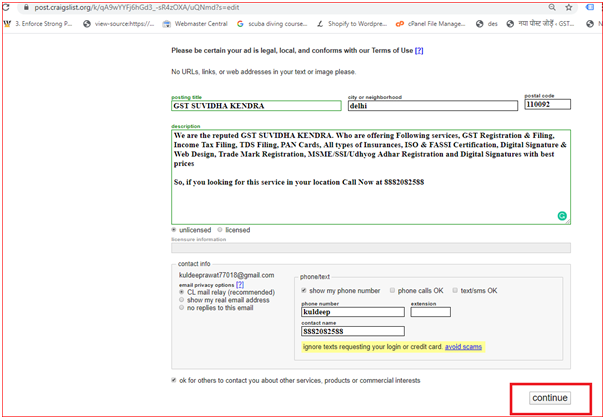 post.craigslist.org/k/qA9wYYFj6hGd3_-sR4zOXA/uQNmd?s=edit
3. Enforce Strong P... view-source:https://... Webmaster Central scuba diving course... Shopify to Wordpre... cPanel File Manage... des नया पोस्ट जोड़ें ‹ GST... N
Please be certain your ad is legal, local, and conforms with our Terms of Use [?]
No URLs, links, or web addresses in your text or image please.
posting title city or neighborhood postal code
GST SUVIDHA KENDRA delhi 110092
description
We are the reputed GST SUVIDHA KENDRA. Who are offering Following services, GST Registration & Filing,
Income Tax Filing, TDS Filing, PAN Cards, All types of Insurances, ISO & FASSI Certification, Digital Signature &
Web Design, Trade Mark Registration, MSME/SSI/Udhyog Adhar Registration and Digital Signatures with best
prices
So, if you looking for this service in your location Call Now at 8882082588
unlicensed licensed
licensure information
contact info
kuldeeprawat77018@gmail.com
email privacy options [?]
CL mail relay (recommended)
show my real email address
no replies to this email
phone/text
show my phone number phone calls OK text/sms OK
phone number extension
kuldeep
contact name
8882082588
ignore texts requesting your login or credit card. avoid scams
ok for others to contact you about other services, products or commercial interests
continue